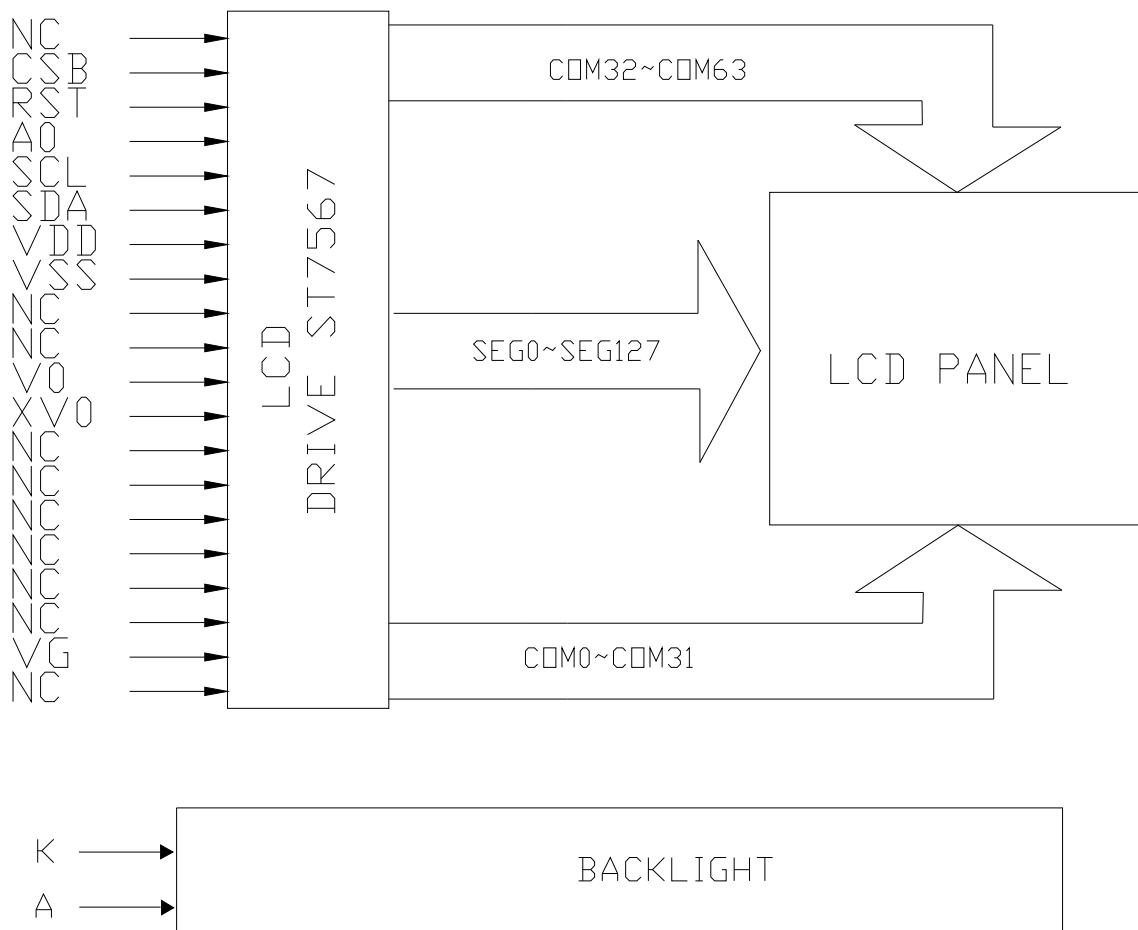 NC
CSB
RST
A0
SCL
SDA
VDD
VSS
NC
NC
V0
XV0
NC
NC
NC
NC
NC
NC
VG
NC
LCD
DRIVE ST7567
COM32~COM63
SEG0~SEG127
LCD PANEL
COM0~COM31
K
A
BACKLIGHT